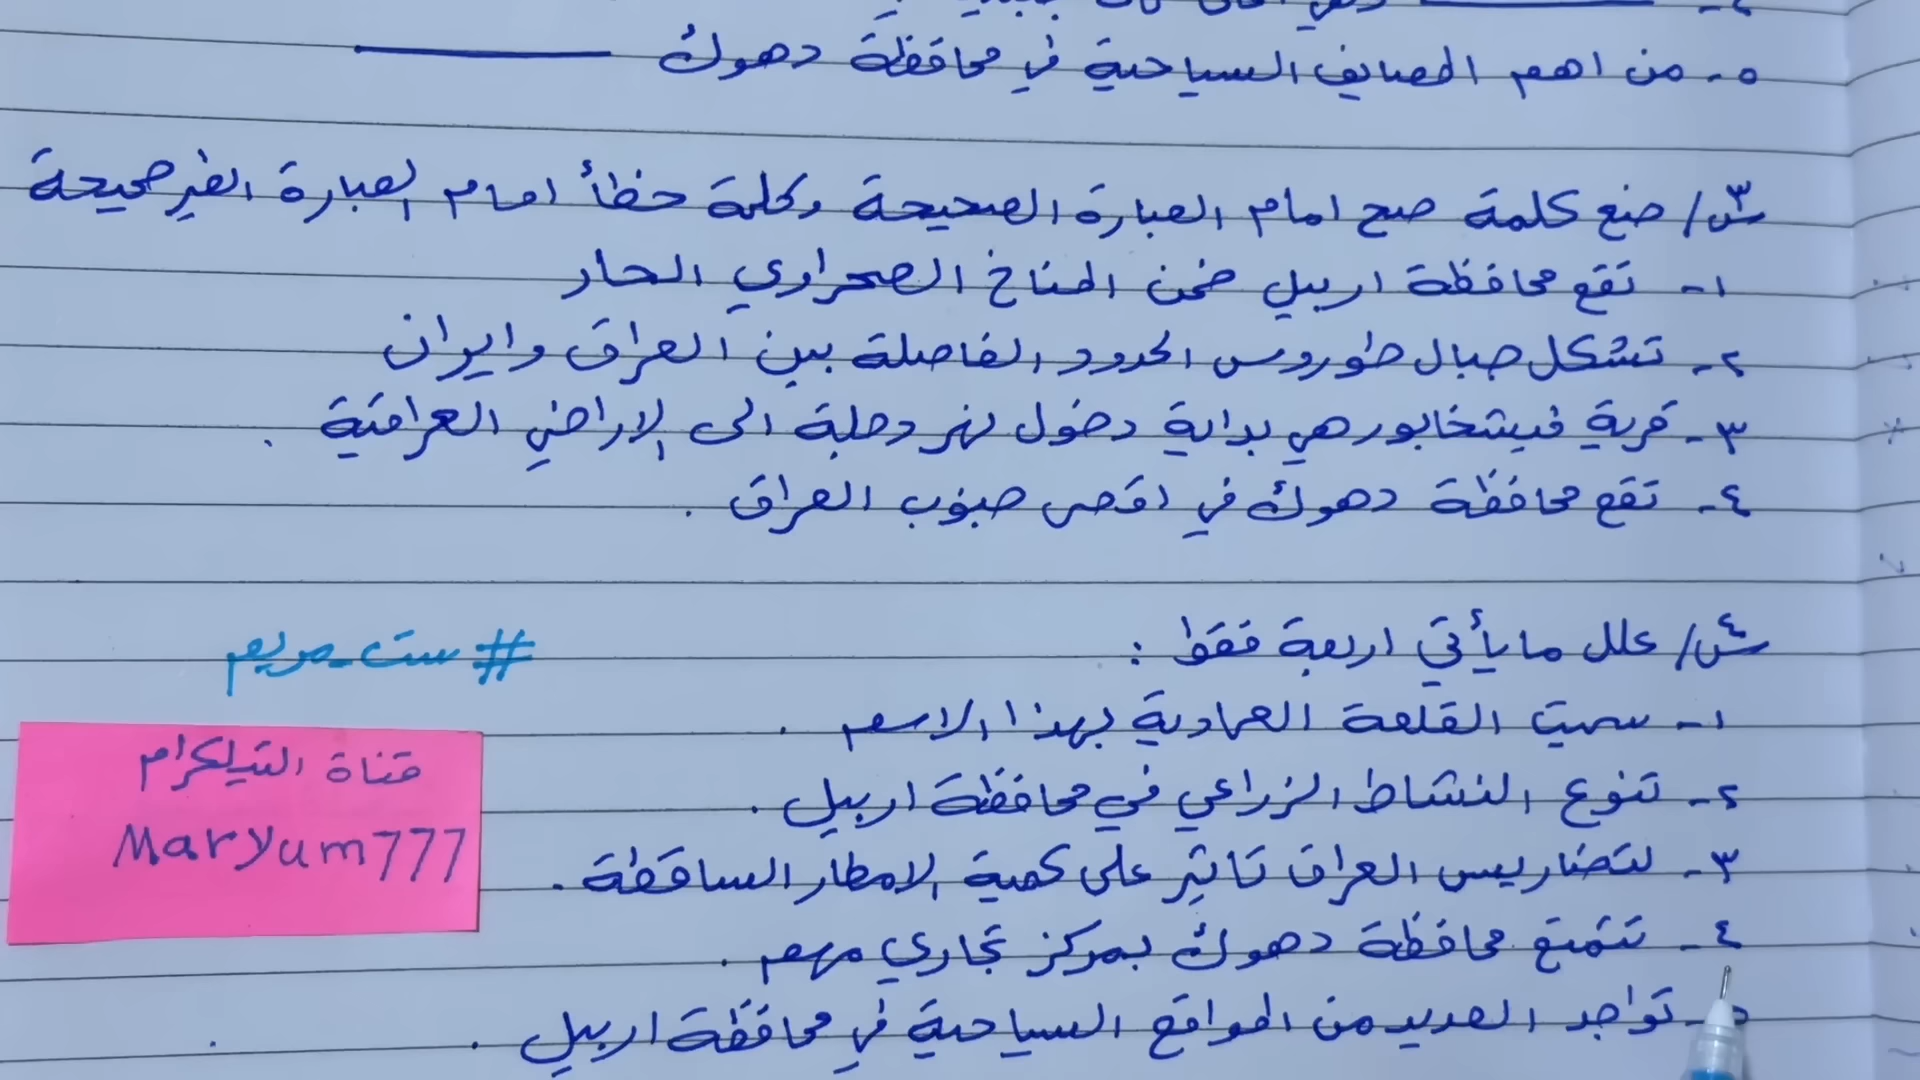 ٥- من اهم المصايف السياحية في محافظة دهوك ـــــــــ
س٣/ ضع كلمة صح امام العبارة الصحيحة وكلمة خطأ امام العبارة الغير صحيحة
١- تقع محافظة اربيل ضمن المناخ الصحراوي الحار
٢- تشكل جبال طوروس الحدود الفاصلة بين العراق وايران
٣- قرية فيشخابور هي بداية دخول نهر دجلة الى الاراضي العراقية .
٤- تقع محافظة دهوك في اقصى جنوب العراق .
س٤/ علل ما يأتي اربعة فقط :
#ست_مريم
١- سميت القلعة العمادية بهذا الاسم .
قناة التيلكرام
٢- تنوع النشاط الزراعي في محافظة اربيل .
Maryum777
٣- لتضاريس العراق تاثير على كمية الامطار الساقطة .
٤- تتمتع محافظة دهوك بمركز تجاري مهم .
٥- تواجد العديد من المواقع السياحية في محافظة اربيل .